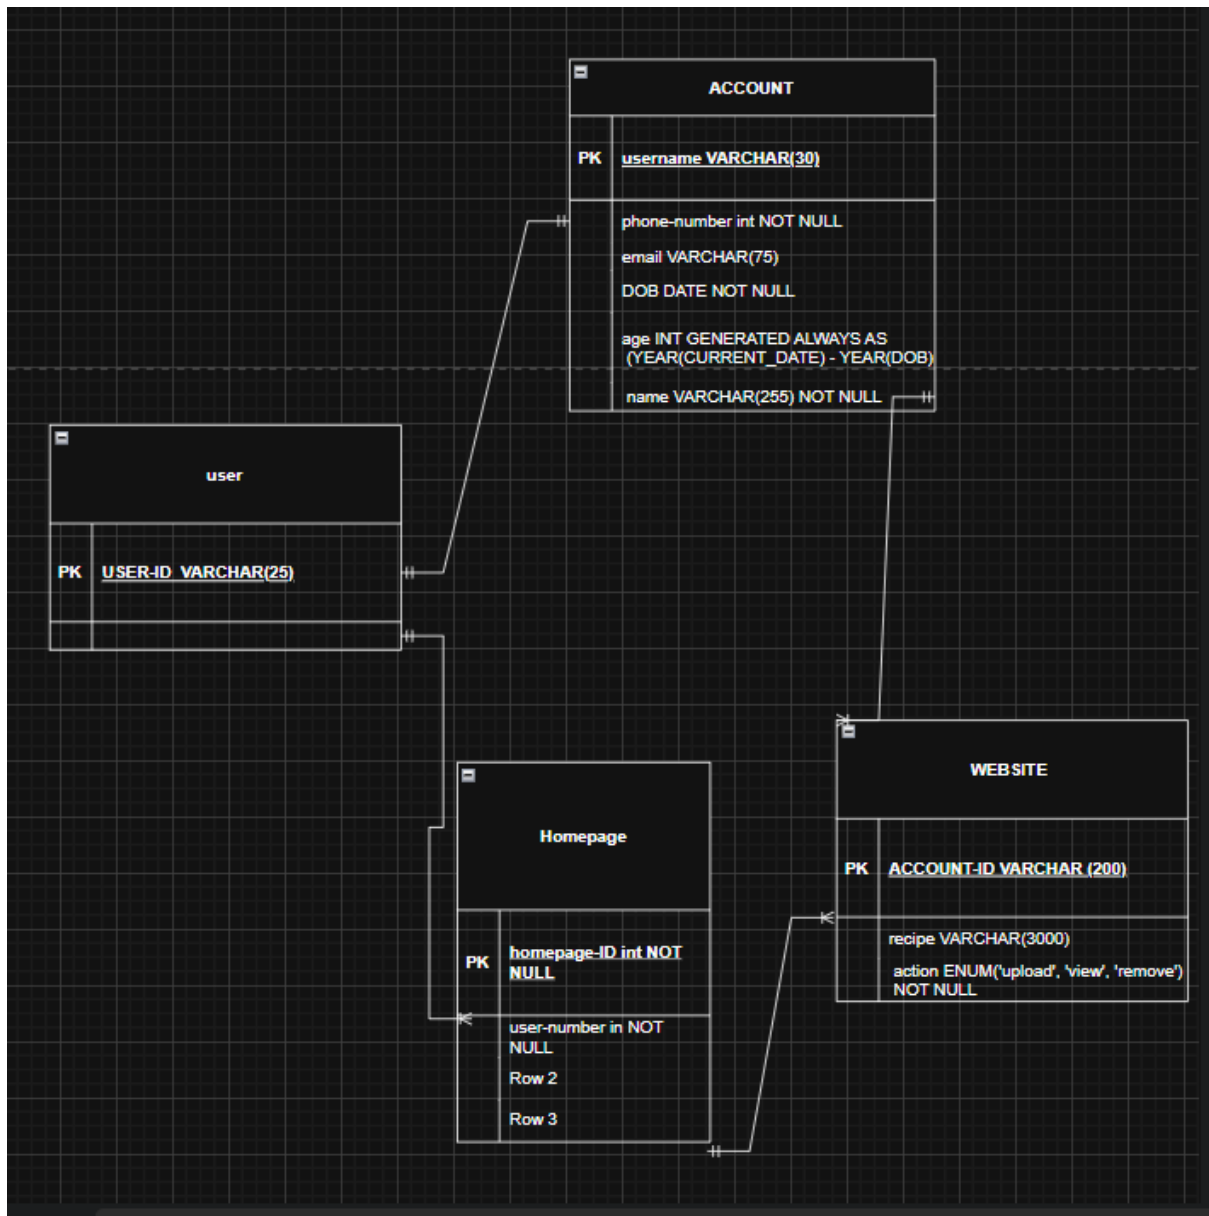 ACCOUNT
PK
username VARCHAR(30)
phone-number int NOT NULL
email VARCHAR(75)
DOB DATE NOT NULL
age INT GENERATED ALWAYS AS
(YEAR(CURRENT_DATE) - YEAR(DOB)
name VARCHAR(255) NOT NULL
user
PK
USER-ID VARCHAR(25)
Homepage
PK
homepage-ID int NOT
NULL
user-number in NOT
NULL
Row 2
Row 3
WEBSITE
PK
ACCOUNT-ID VARCHAR (200)
recipe VARCHAR(3000)
action ENUM('upload', 'view', 'remove')
NOT NULL